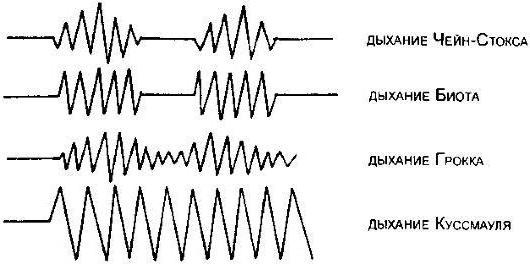 дыхание Чейн-Стокса
дыхание Биота
дыхание Грокка
дыхание Куссмауля